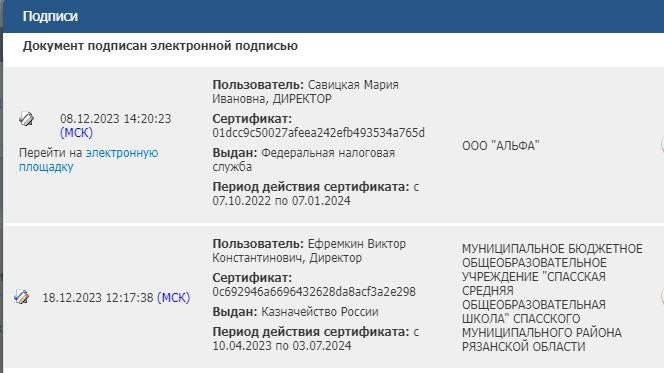 Подписи
Документ подписан электронной подписью
08.12.2023 14:20:23
(МСК)
Перейти на электронную
площадку
Пользователь: Савицкая Мария
Ивановна, ДИРЕКТОР
Сертификат:
01dcc9c50027afeea242efb493534a765d
Выдан: Федеральная налоговая
служба
Период действия сертификата: с
07.10.2022 по 07.01.2024
ООО "АЛЬФА"
18.12.2023 12:17:38 (МСК)
Пользователь: Ефремкин Виктор
Константинович, Директор
Сертификат:
0c692946a6696432628da8acf3a2e298
Выдан: Казначейство России
Период действия сертификата: с
10.04.2023 по 03.07.2024
МУНИЦИПАЛЬНОЕ БЮДЖЕТНОЕ
ОБЩЕОБРАЗОВАТЕЛЬНОЕ
УЧРЕЖДЕНИЕ "СПАССКАЯ
СРЕДНЯЯ
ОБЩЕОБРАЗОВАТЕЛЬНАЯ
ШКОЛА" СПАССКОГО
МУНИЦИПАЛЬНОГО РАЙОНА
РЯЗАНСКОЙ ОБЛАСТИ